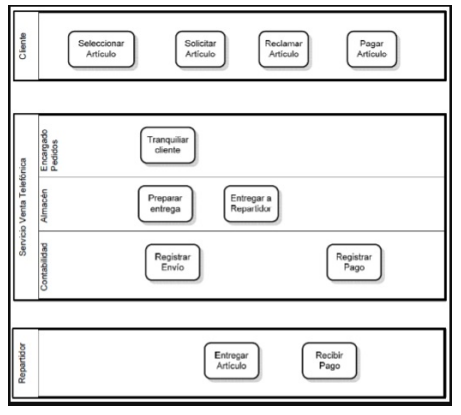 Cliente
Seleccionar
Artículo
Solicitar
Artículo
Reclamar
Artículo
Pagar
Artículo
Servicio Venta Telefónica
Encargado
Pedidos
Tranquiliar
cliente
Almacén
Preparar
entrega
Entregar a
Repartidor
Contabilidad
Registrar
Envío
Registrar
Pago
Repartidor
Entregar
Artículo
Recibir
Pago